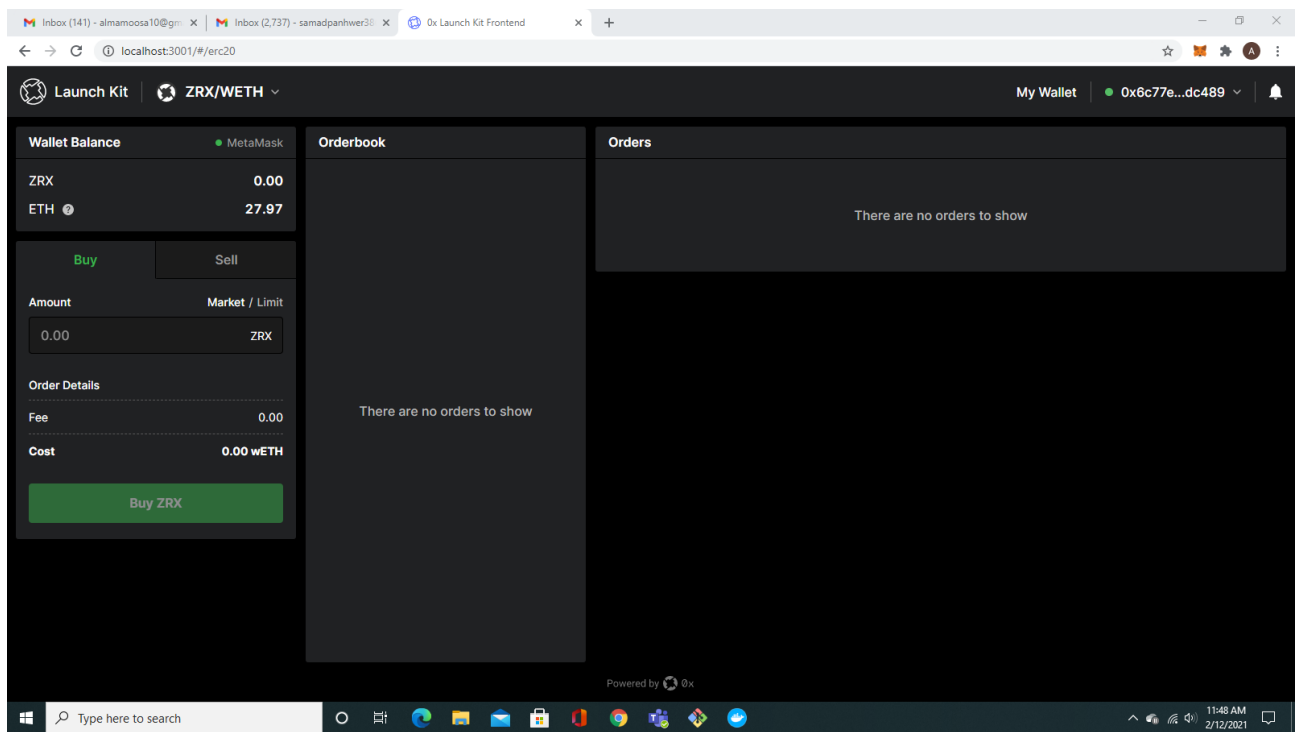 Inbox (141) - almamoosa10@gm
Inbox (2,737) - samadpanhwer38
0x Launch Kit Frontend
localhost:3001/#/erc20
A
Launch Kit
ZRX/WETH
My Wallet
0x6c77e...dc489
Wallet Balance
MetaMask
ZRX
0.00
ETH
27.97
Buy
Sell
Amount
Market / Limit
0.00
ZRX
Order Details
Fee
0.00
Cost
0.00 wETH
Buy ZRX
Orderbook
There are no orders to show
Orders
There are no orders to show
Powered by 0x
Type here to search
11:48 AM
2/12/2021